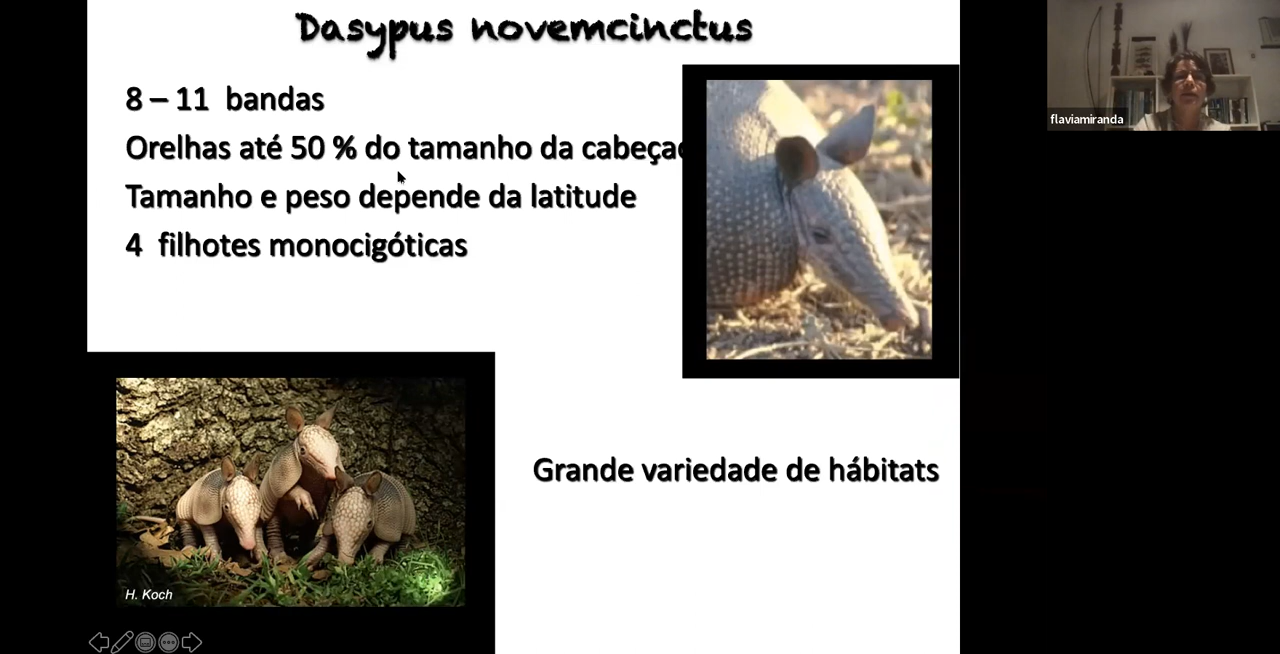 Dasypus novemcinctus
8 – 11 bandas
Orelhas até 50 % do tamanho da cabeça
Tamanho e peso depende da latitude
4 filhotes monocigóticas
flaviamiranda
Grande variedade de hábitats
H. Koch